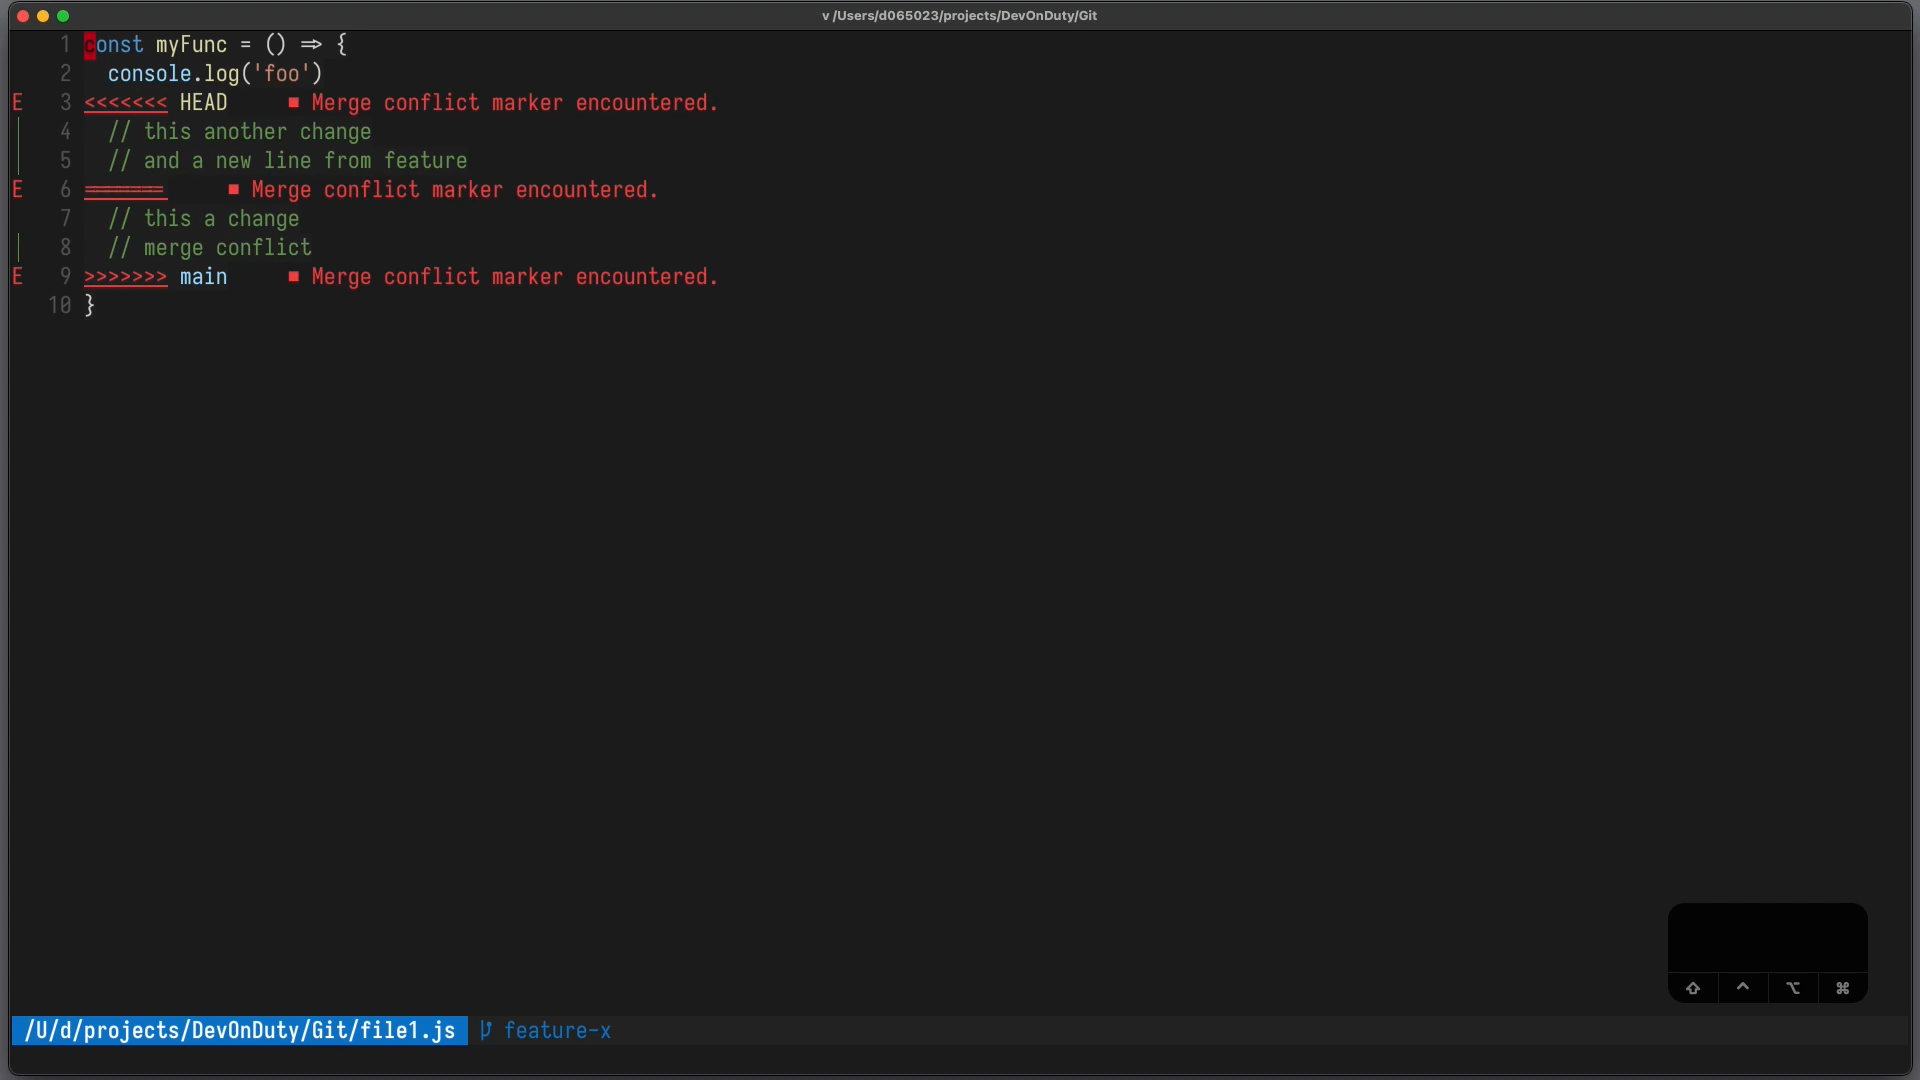 v /Users/d065023/projects/DevOnDuty/Git
1 const myFunc = () => {
2 console.log('foo')
E 3 <<<<<<< HEAD ■ Merge conflict marker encountered.
4 // this another change
5 // and a new line from feature
E 6 ======= ■ Merge conflict marker encountered.
7 // this a change
8 // merge conflict
E 9 >>>>>>> main ■ Merge conflict marker encountered.
10 }
⇧ ^ ⌥ ⌘
/U/d/projects/DevOnDuty/Git/file1.js feature-x